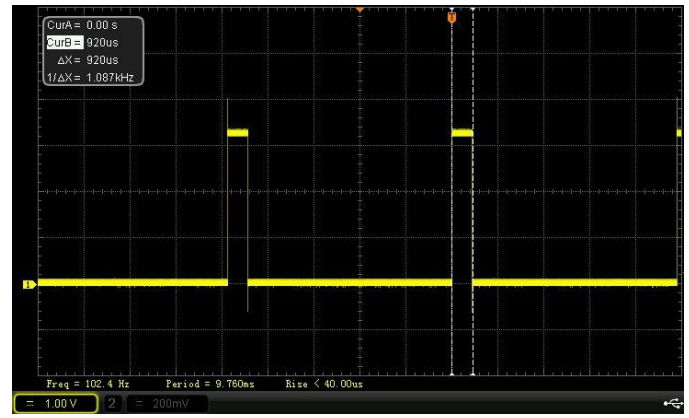 CurA = 0.00 s
CurB = 920us
ΔX = 920us
1/ΔX = 1.087kHz
T
1
Freq = 102.4 Hz Period = 9.760ms Rise < 40.00us
= 1.00 V 2 = 200mV